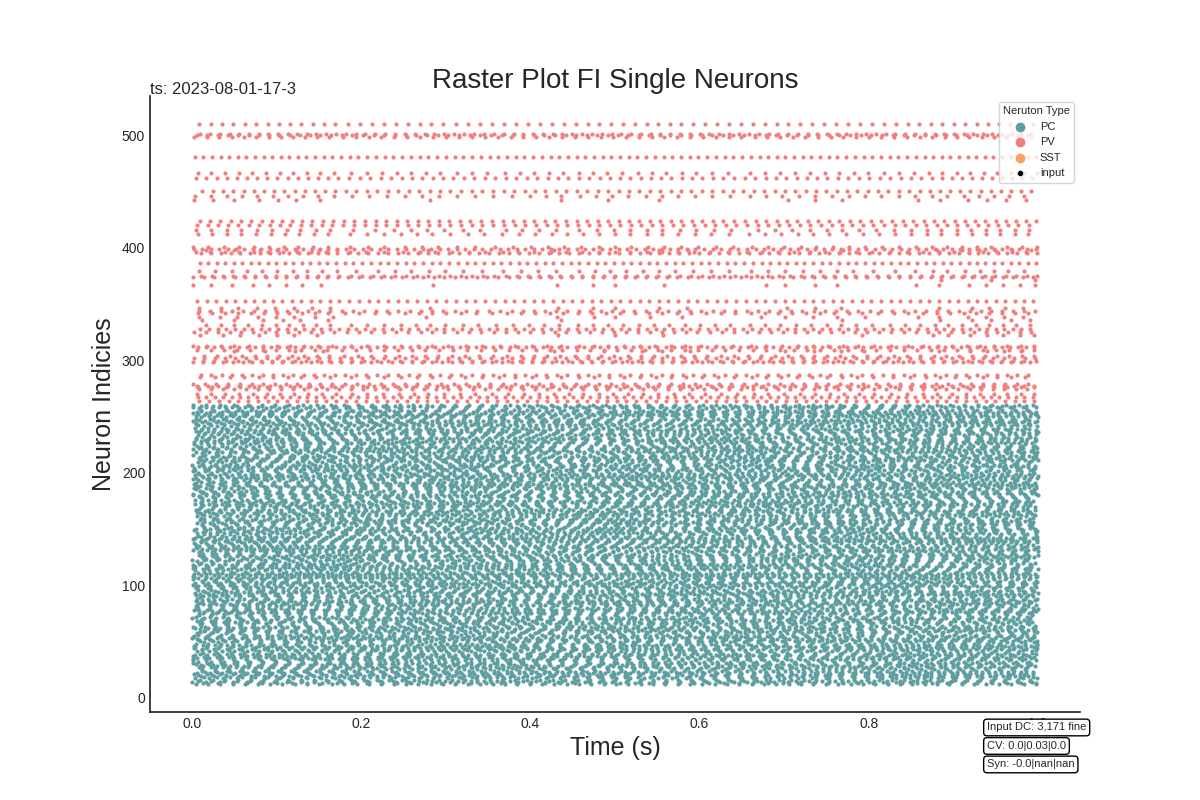 Raster Plot FI Single Neurons
ts: 2023-08-01-17-3
Neruton Type
PC
PV
SST
input
500
400
300
200
100
0
Neuron Indicies
0.0 0.2 0.4 0.6 0.8
Time (s)
Input DC: 3,171 fine
CV: 0.0|0.03|0.0
Syn: -0.0|nan|nan